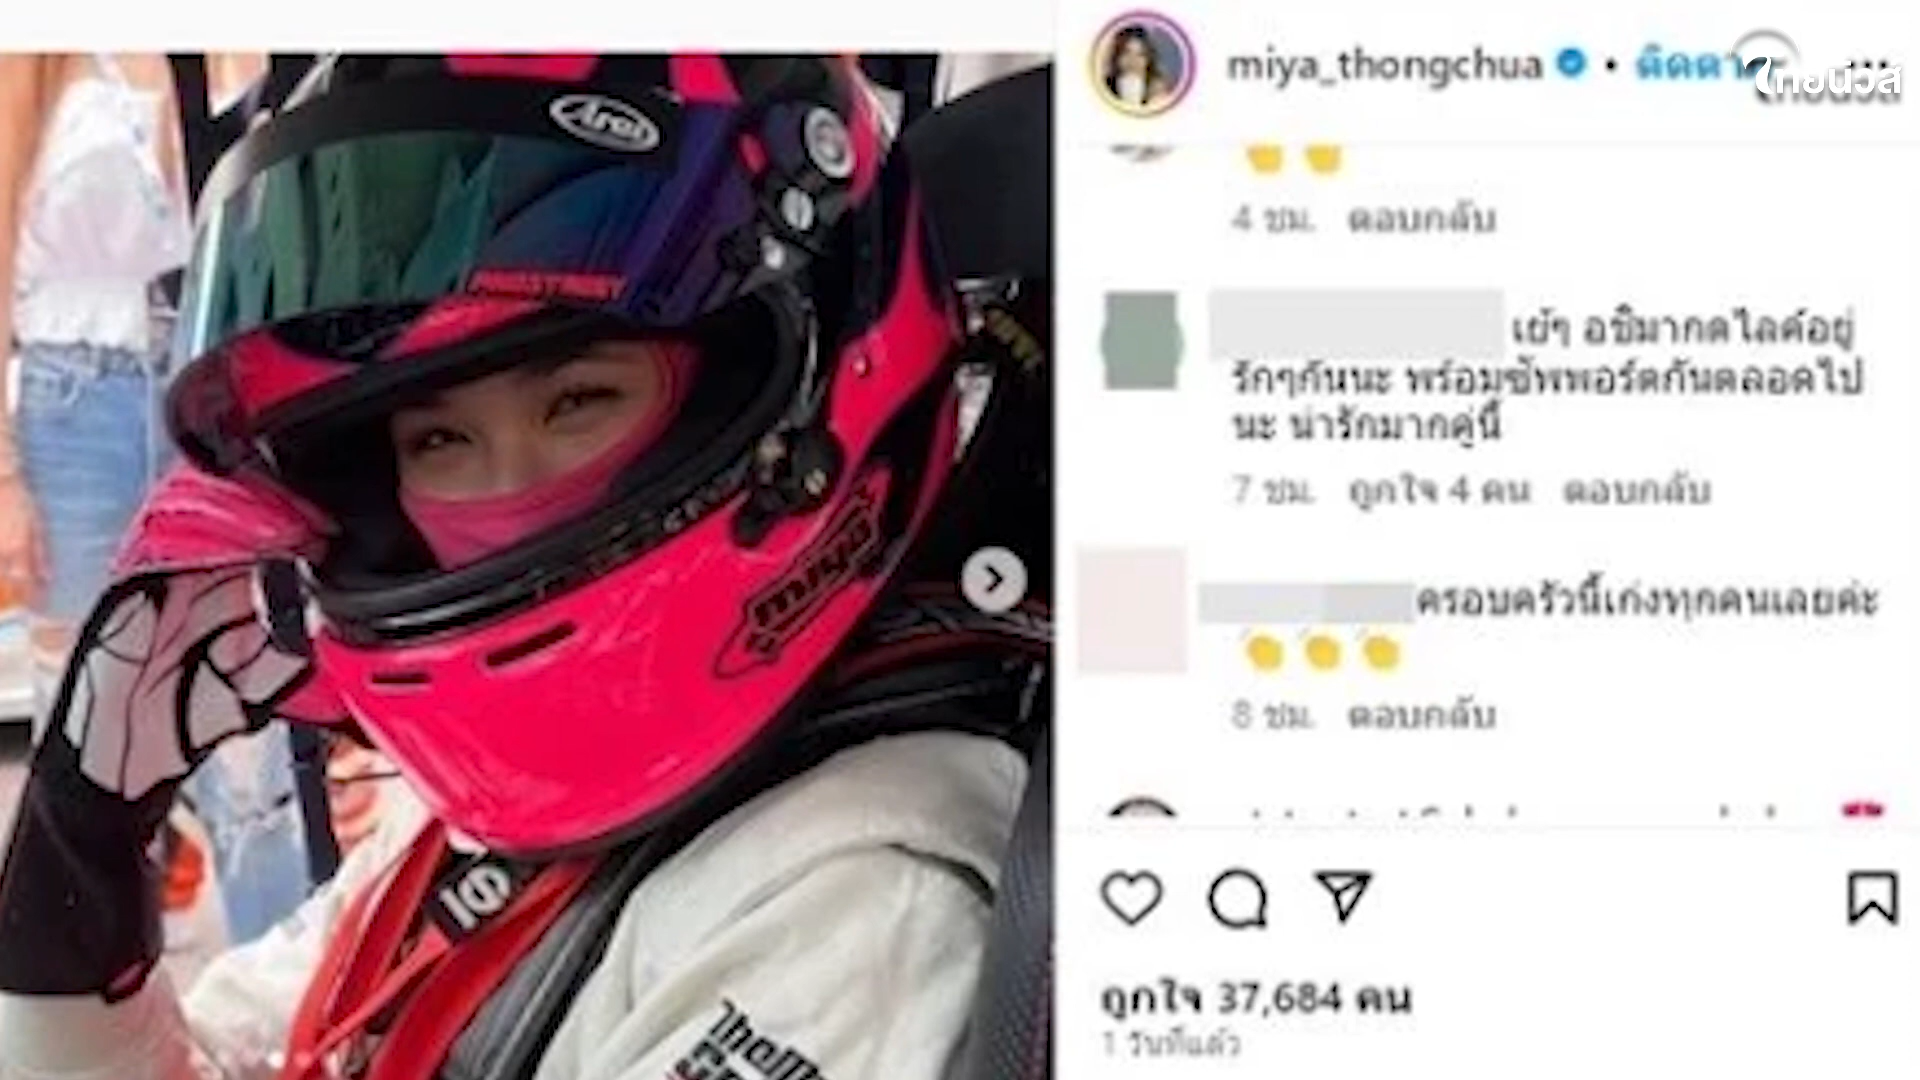 Arai
miya
miya_thongchua
ไทยนิวส์
4 ชม. ตอบกลับ
เย้ๆ อชิมากดไลค์อยู่
รักๆกันนะ พร้อมซัพพอร์ตกันตลอดไป
นะ น่ารักมากคู่นี้
7 ชม. ถูกใจ 4 คน ตอบกลับ
ครอบครัวนี้เก่งทุกคนเลยค่ะ
👏👏👏
8 ชม. ตอบกลับ
ถูกใจ 37,684 คน
1 วันที่แล้ว